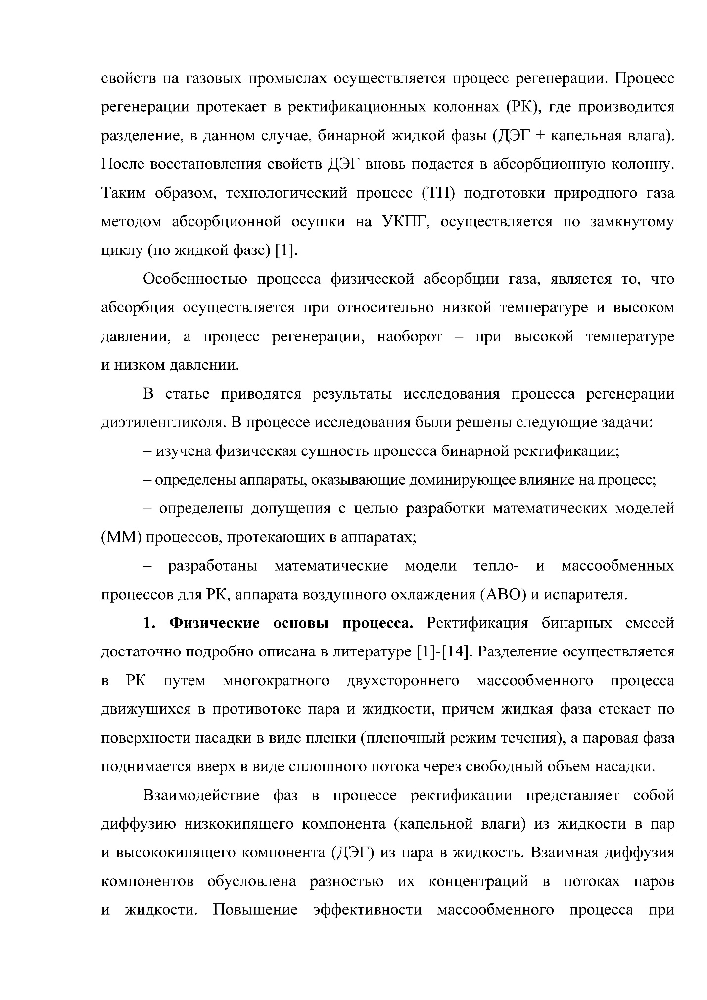 свойств на газовых промыслах осуществляется процесс регенерации. Процесс
регенерации протекает в ректификационных колоннах (РК), где производится
разделение, в данном случае, бинарной жидкой фазы (ДЭГ + капельная влага).
После восстановления свойств ДЭГ вновь подается в абсорбционную колонну.
Таким образом, технологический процесс (ТП) подготовки природного газа
методом абсорбционной осушки на УКПГ, осуществляется по замкнутому
циклу (по жидкой фазе) [1].
Особенностью процесса физической абсорбции газа, является то, что
абсорбция осуществляется при относительно низкой температуре и высоком
давлении, а процесс регенерации, наоборот – при высокой температуре
и низком давлении.
В статье приводятся результаты исследования процесса регенерации
диэтиленгликоля. В процессе исследования были решены следующие задачи:
– изучена физическая сущность процесса бинарной ректификации;
– определены аппараты, оказывающие доминирующее влияние на процесс;
– определены допущения с целью разработки математических моделей
(ММ) процессов, протекающих в аппаратах;
– разработаны математические модели тепло- и массообменных
процессов для РК, аппарата воздушного охлаждения (АВО) и испарителя.
1. Физические основы процесса. Ректификация бинарных смесей
достаточно подробно описана в литературе [1]-[14]. Разделение осуществляется
в РК путем многократного двухстороннего массообменного процесса
движущихся в противотоке пара и жидкости, причем жидкая фаза стекает по
поверхности насадки в виде пленки (пленочный режим течения), а паровая фаза
поднимается вверх в виде сплошного потока через свободный объем насадки.
Взаимодействие фаз в процессе ректификации представляет собой
диффузию низкокипящего компонента (капельной влаги) из жидкости в пар
и высококипящего компонента (ДЭГ) из пара в жидкость. Взаимная диффузия
компонентов обусловлена разностью их концентраций в потоках паров
и жидкости. Повышение эффективности массообменного процесса при